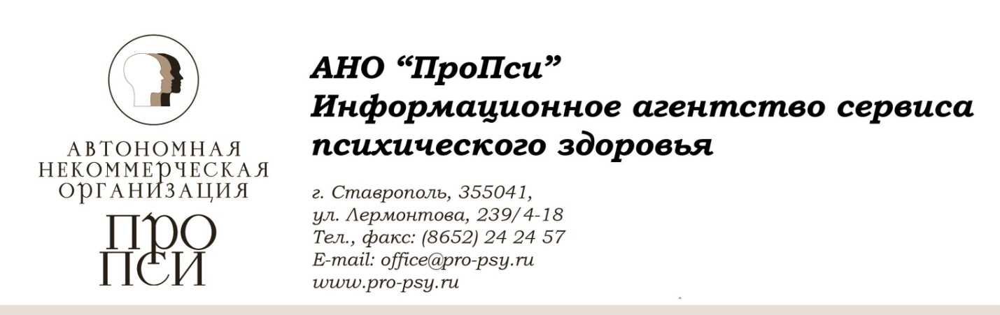 АВТОНОМНАЯ
НЕКОММЕРЧЕСКАЯ
ОРГАНИЗАЦИЯ
ПРО
ПСИ
АНО “ПроПси”
Информационное агентство сервиса
психического здоровья
г. Ставрополь, 355041,
ул. Лермонтова, 239/4-18
Тел., факс: (8652) 24 24 57
E-mail: office@pro-psy.ru
www.pro-psy.ru